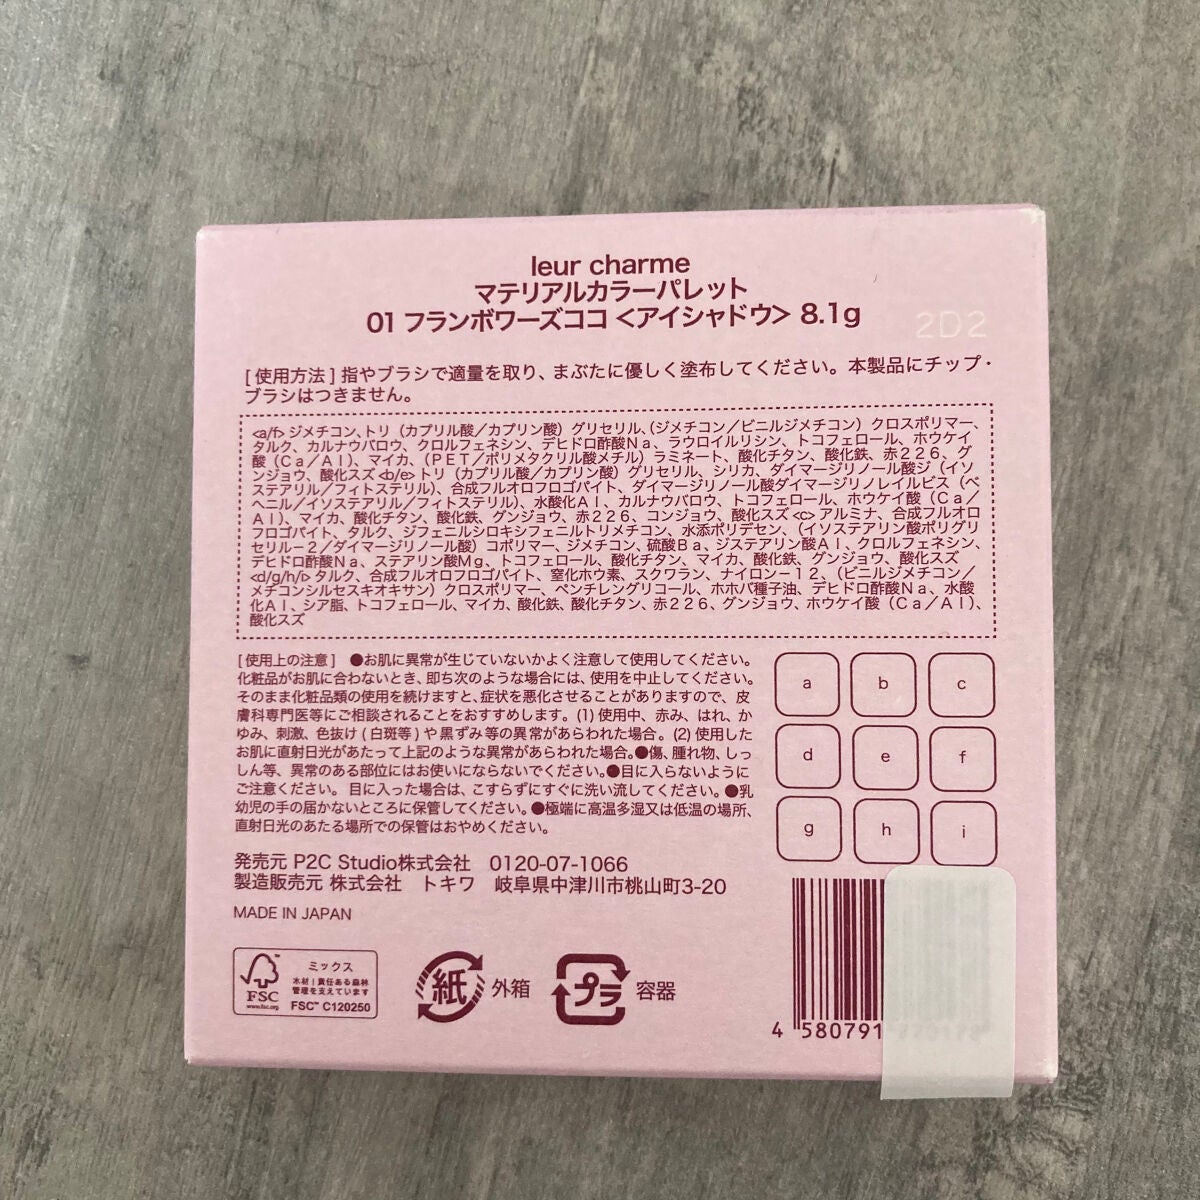 leur charme
マテリアルカラーパレット
01 フランボワーズココ <アイシャドウ> 8.1g
2D2
[ 使用方法 ] 指やブラシで適量を取り、まぶたに優しく塗布してください。本製品にチップ・
ブラシはつきません。
<a/f> ジメチコン、トリ（カプリル酸／カプリン酸）グリセリル、（ジメチコン／ビニルジメチコン）クロスポリマー、
タルク、カルナウバロウ、クロルフェネシン、デヒドロ酢酸Ｎａ、ラウロイルリシン、トコフェロール、ホウケイ
酸（Ｃａ／Ａｌ）、マイカ、（ＰＥＴ／ポリメタクリル酸メチル）ラミネート、酸化チタン、酸化鉄、赤２２６、グ
ンジョウ、酸化スズ <b/e> トリ（カプリル酸／カプリン酸）グリセリル、シリカ、ダイマージリノール酸ジ（イソ
ステアリル／フィトステリル）、合成フルオロフロゴパイト、ダイマージリノール酸ダイマージリノレイルビス（ベ
ヘニル／イソステアリル／フィトステリル）、水酸化Ａｌ、カルナウバロウ、トコフェロール、ホウケイ酸（Ｃａ／
Ａｌ）、マイカ、酸化チタン、酸化鉄、グンジョウ、赤２２６、コンジョウ、酸化スズ <c> アルミナ、合成フルオロ
フロゴパイト、タルク、ジフェニルシロキシフェニルトリメチコン、水添ポリデセン、（イソステアリン酸ポリグリ
セリル－２／ダイマージリノール酸）コポリマー、ジメチコン、硫酸Ｂａ、ジステアリン酸Ａｌ、クロルフェネシン、
デヒドロ酢酸Ｎａ、ステアリン酸Ｍｇ、トコフェロール、酸化チタン、マイカ、酸化鉄、グンジョウ、酸化スズ
<d/g/h/i> タルク、合成フルオロフロゴパイト、窒化ホウ素、スクワラン、ナイロン－１２、（ビニルジメチコン／
メチコンシルセスキオキサン）クロスポリマー、ペンチレングリコール、ホホバ種子油、デヒドロ酢酸Ｎａ、水酸
化Ａｌ、シア脂、トコフェロール、マイカ、酸化鉄、酸化チタン、赤２２６、グンジョウ、ホウケイ酸（Ｃａ／Ａｌ）、
酸化スズ
[ 使用上の注意 ] ●お肌に異常が生じていないかよく注意して使用してください。
化粧品がお肌に合わないとき、即ち次のような場合には、使用を中止してください。
そのまま化粧品類の使用を続けますと、症状を悪化させることがありますので、皮
膚科専門医等にご相談されることをおすすめします。(1) 使用中、赤み、はれ、か
ゆみ、刺激、色抜け ( 白斑等 ) や黒ずみ等の異常があらわれた場合。(2) 使用した
お肌に直射日光があたって上記のような異常があらわれた場合。●傷、腫れ物、しっ
しん等、異常のある部位にはお使いにならないでください。●目に入らないように
ご注意ください。目に入った場合は、こすらずにすぐに洗い流してください。●乳
幼児の手の届かないところに保管してください。●極端に高温多湿又は低温の場所、
直射日光のあたる場所での保管はおやめください。
a b c
d e f
g h i
発売元 P2C Studio株式会社 0120-07-1066
製造販売元 株式会社 トキワ 岐阜県中津川市桃山町3-20
MADE IN JAPAN
FSC
www.fsc.org
ミックス
木材 | 責任ある森林
管理を支えています
FSC™ C120250
紙 外箱
プラ 容器
4 580791